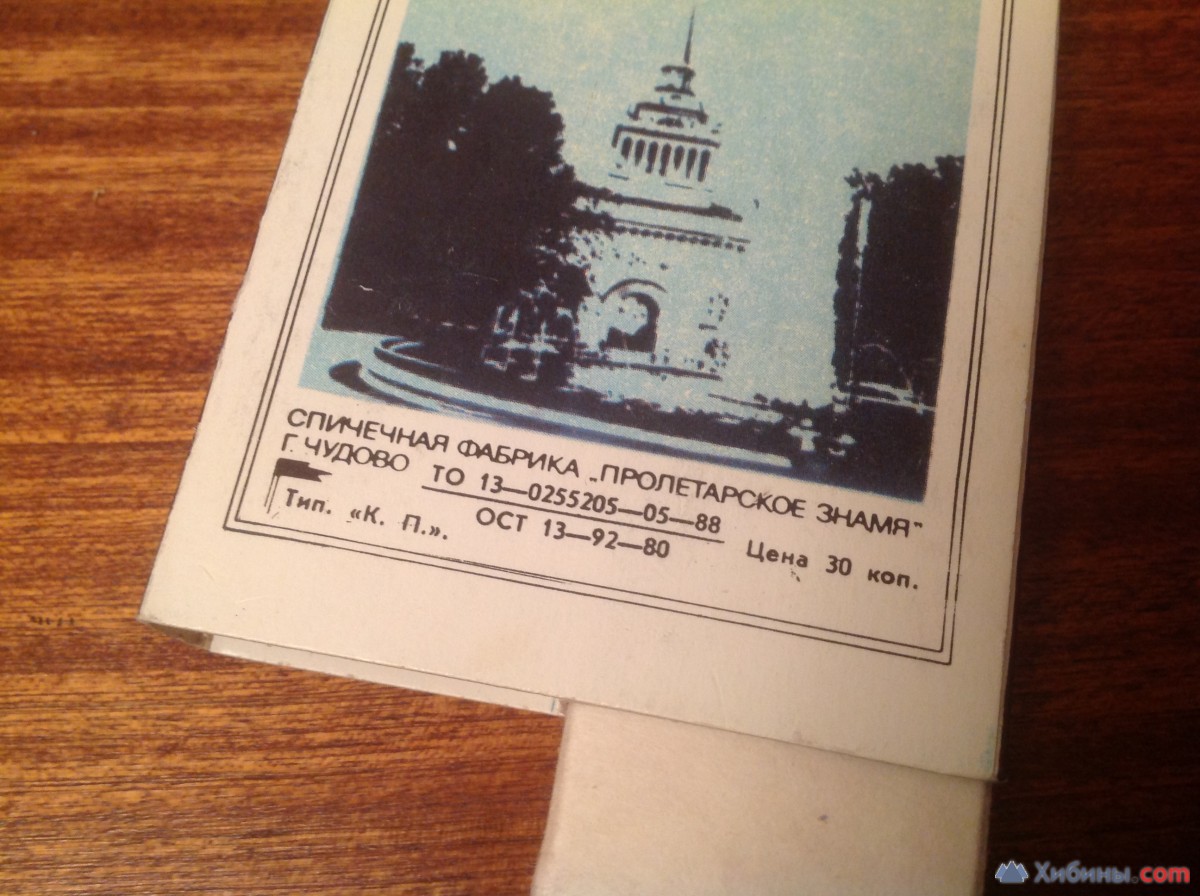 СПИЧЕЧНАЯ ФАБРИКА „ПРОЛЕТАРСКОЕ ЗНАМЯ"
Г. ЧУДОВО
ТО 13—0255205—05—88
ОСТ 13—92—80
Тип. «К. П.».
Цена 30 коп.
Хибины.com